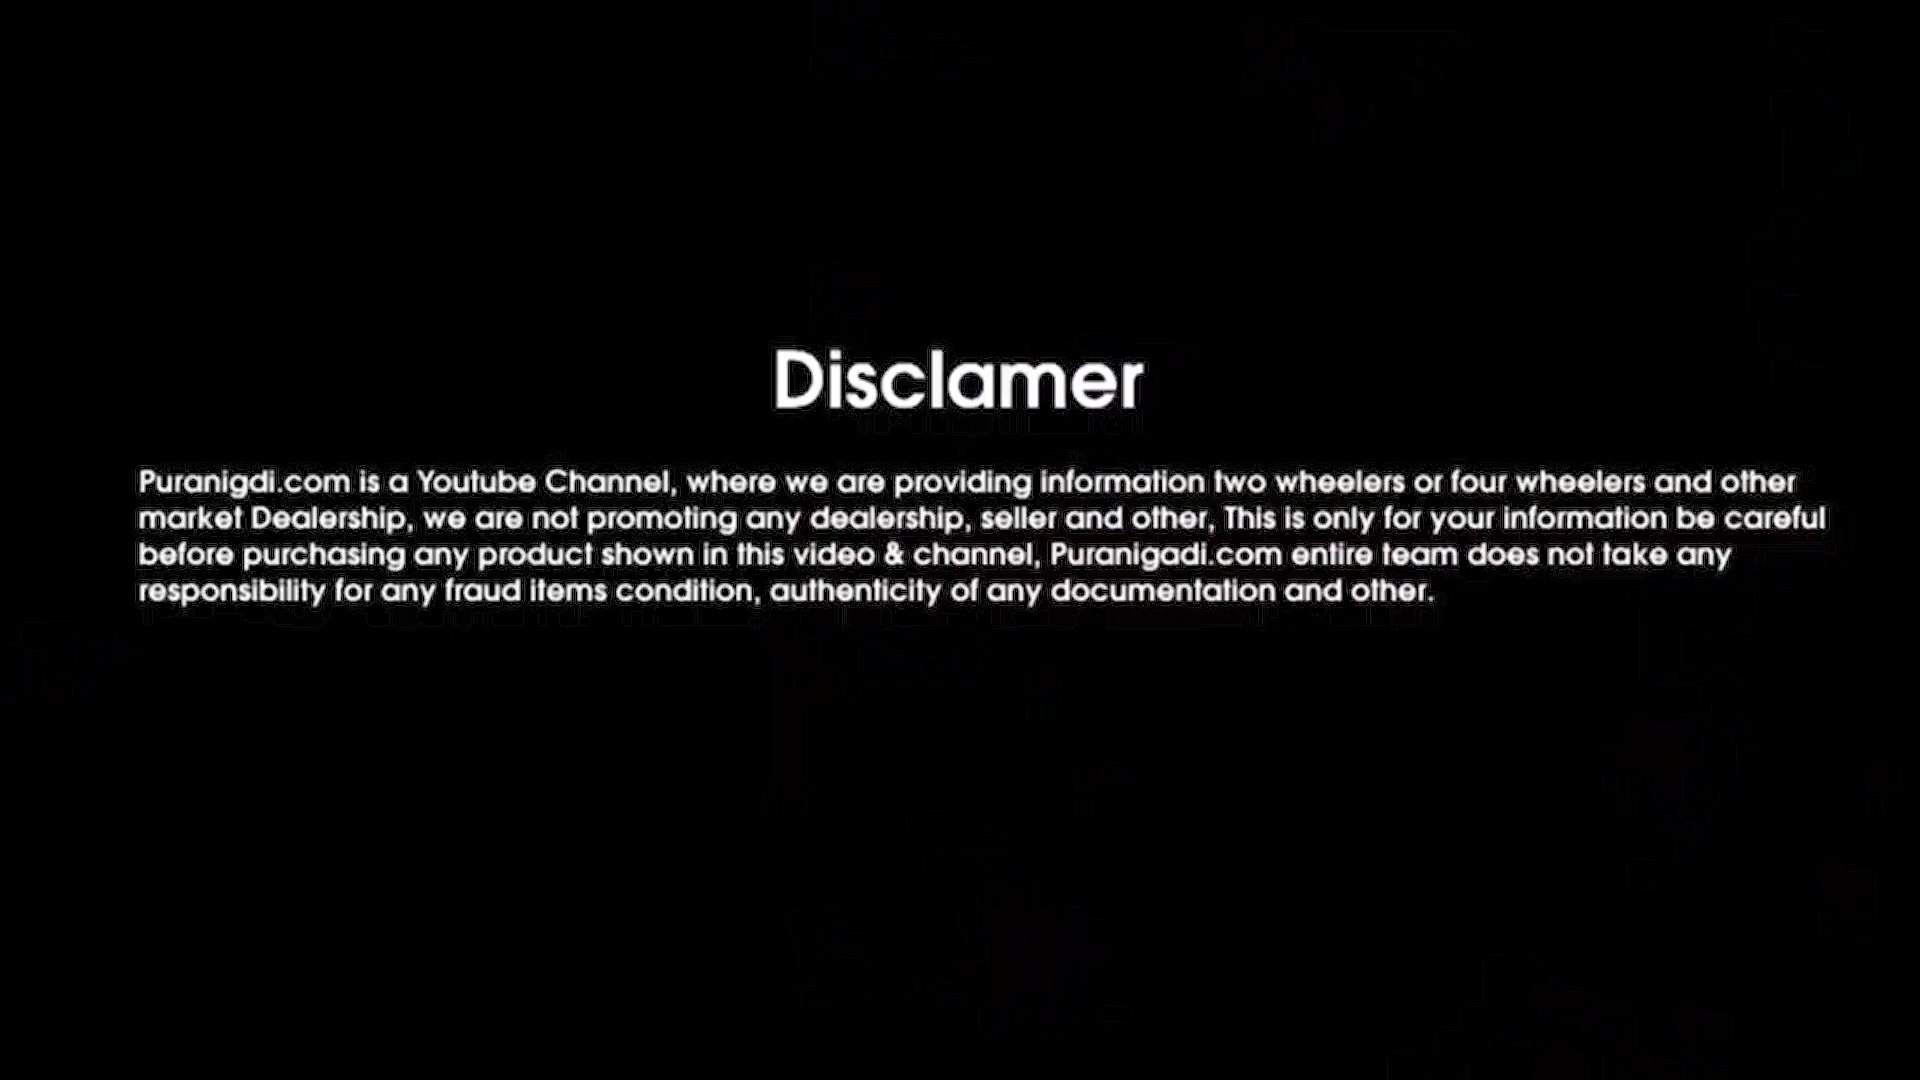 Disclamer
Puranigdi.com is a Youtube Channel, where we are providing information two wheelers or four wheelers and other
market Dealership, we are not promoting any dealership, seller and other, This is only for your information be careful
before purchasing any product shown in this video & channel, Puranigadi.com entire team does not take any
responsibility for any fraud items condition, authenticity of any documentation and other.